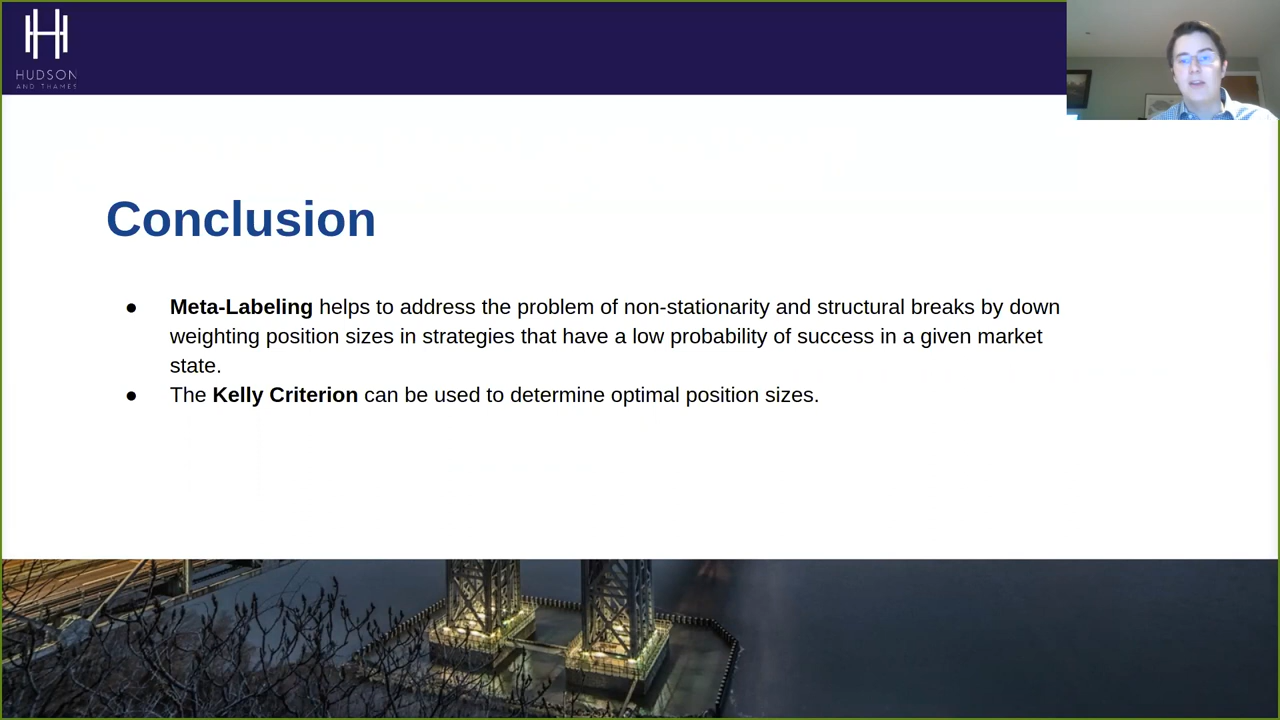 HUDSON
AND THAMES
Conclusion
● Meta-Labeling helps to address the problem of non-stationarity and structural breaks by down
weighting position sizes in strategies that have a low probability of success in a given market
state.
● The Kelly Criterion can be used to determine optimal position sizes.